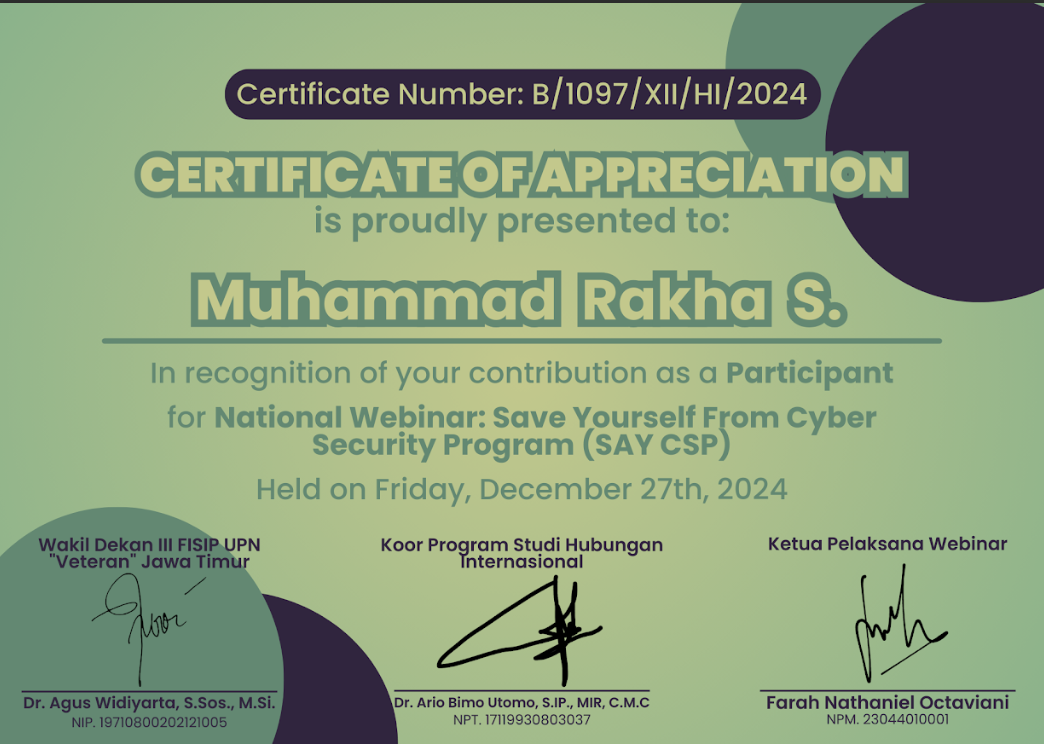 Certificate Number: B/1097/XII/HI/2024
CERTIFICATE OF APPRECIATION
is proudly presented to:
Muhammad Rakha S.
In recognition of your contribution as a Participant
for National Webinar: Save Yourself From Cyber
Security Program (SAY CSP)
Held on Friday, December 27th, 2024
Wakil Dekan III FISIP UPN
"Veteran" Jawa Timur
Dr. Agus Widiyarta, S.Sos., M.Si.
NIP. 19710800202121005
Koor Program Studi Hubungan
Internasional
Dr. Ario Bimo Utomo, S.IP., MIR, C.M.C
NPT. 17119930803037
Ketua Pelaksana Webinar
Farah Nathaniel Octaviani
NPM. 23044010001